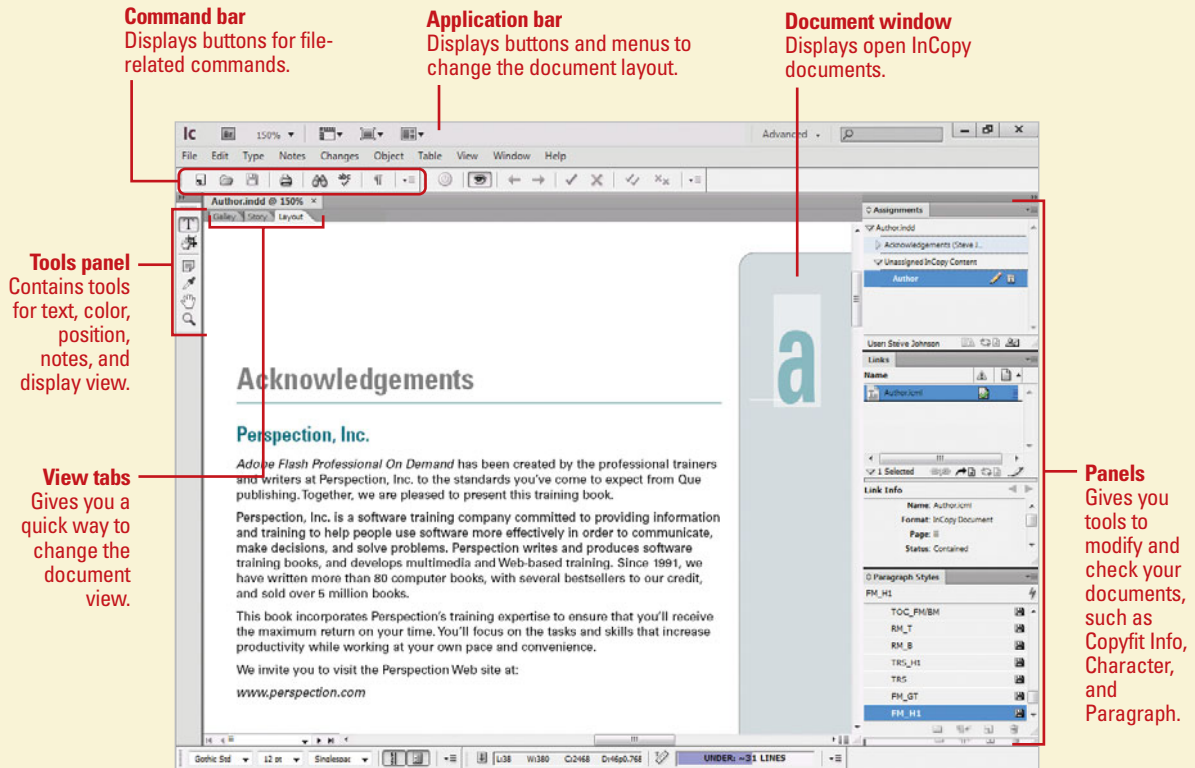 Command bar
Displays buttons for file-
related commands.
Application bar
Displays buttons and menus to
change the document layout.
Document window
Displays open InCopy
documents.
Ic Br 150% Advanced
File Edit Type Notes Changes Object Table View Window Help
Author.indd @ 150% ×
Galley Story Layout
Tools panel
Contains tools
for text, color,
position,
notes, and
display view.
View tabs
Gives you a
quick way to
change the
document
view.
a
Acknowledgements
Perspection, Inc.
Adobe Flash Professional On Demand has been created by the professional trainers
and writers at Perspection, Inc. to the standards you've come to expect from Que
publishing. Together, we are pleased to present this training book.
Perspection, Inc. is a software training company committed to providing information
and training to help people use software more effectively in order to communicate,
make decisions, and solve problems. Perspection writes and produces software
training books, and develops multimedia and Web-based training. Since 1991, we
have written more than 80 computer books, with several bestsellers to our credit,
and sold over 5 million books.
This book incorporates Perspection's training expertise to ensure that you'll receive
the maximum return on your time. You'll focus on the tasks and skills that increase
productivity while working at your own pace and convenience.
We invite you to visit the Perspection Web site at:
www.perspection.com
Assignments
Author.indd
Acknowledgements (Steve J...
Unassigned InCopy Content
Author
User: Steve Johnson
Links
Name
Author.icml
1 Selected
Link Info
Name: Author.icml
Format: InCopy Document
Page: iii
Status: Contained
Paragraph Styles
FM_H1
TOC_FM/BM
RM_T
RM_B
TRS_H1
TRS
FM_GT
FM_H1
Panels
Gives you
tools to
modify and
check your
documents,
such as
Copyfit Info,
Character,
and
Paragraph.
Gothic Std 12 pt Singlespac L:38 W:380 C:2468 D:46p0.768 UNDER: ~31 LINES